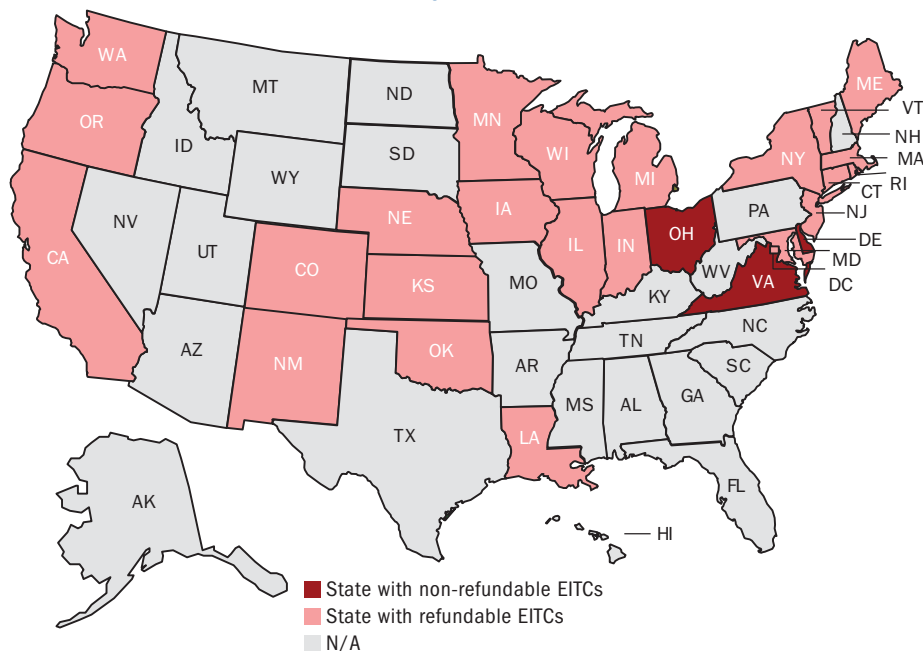 WA
MT
ND
MN
ME
VT
NH
MA
RI
CT
NJ
DE
MD
DC
OR
ID
SD
WI
NY
MI
WY
PA
IA
NE
NV
UT
IL
IN
OH
CA
CO
KS
MO
WV
VA
KY
NC
TN
AZ
NM
OK
AR
SC
MS
AL
GA
TX
LA
FL
AK
HI
State with non-refundable EITCs
State with refundable EITCs
N/A